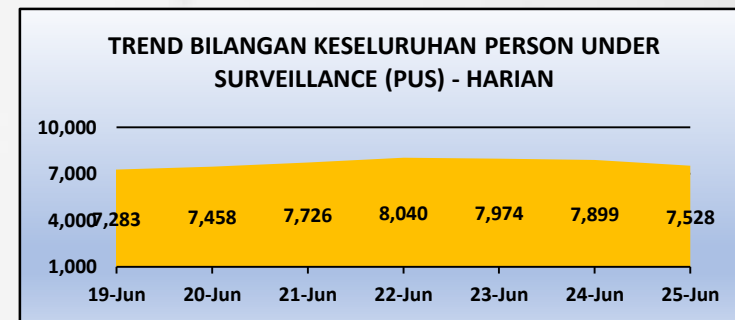 TREND BILANGAN KESELURUHAN PERSON UNDER
SURVEILLANCE (PUS) - HARIAN
10,000
7,000
4,000
1,000
7,283 7,458 7,726 8,040 7,974 7,899 7,528
19-Jun 20-Jun 21-Jun 22-Jun 23-Jun 24-Jun 25-Jun